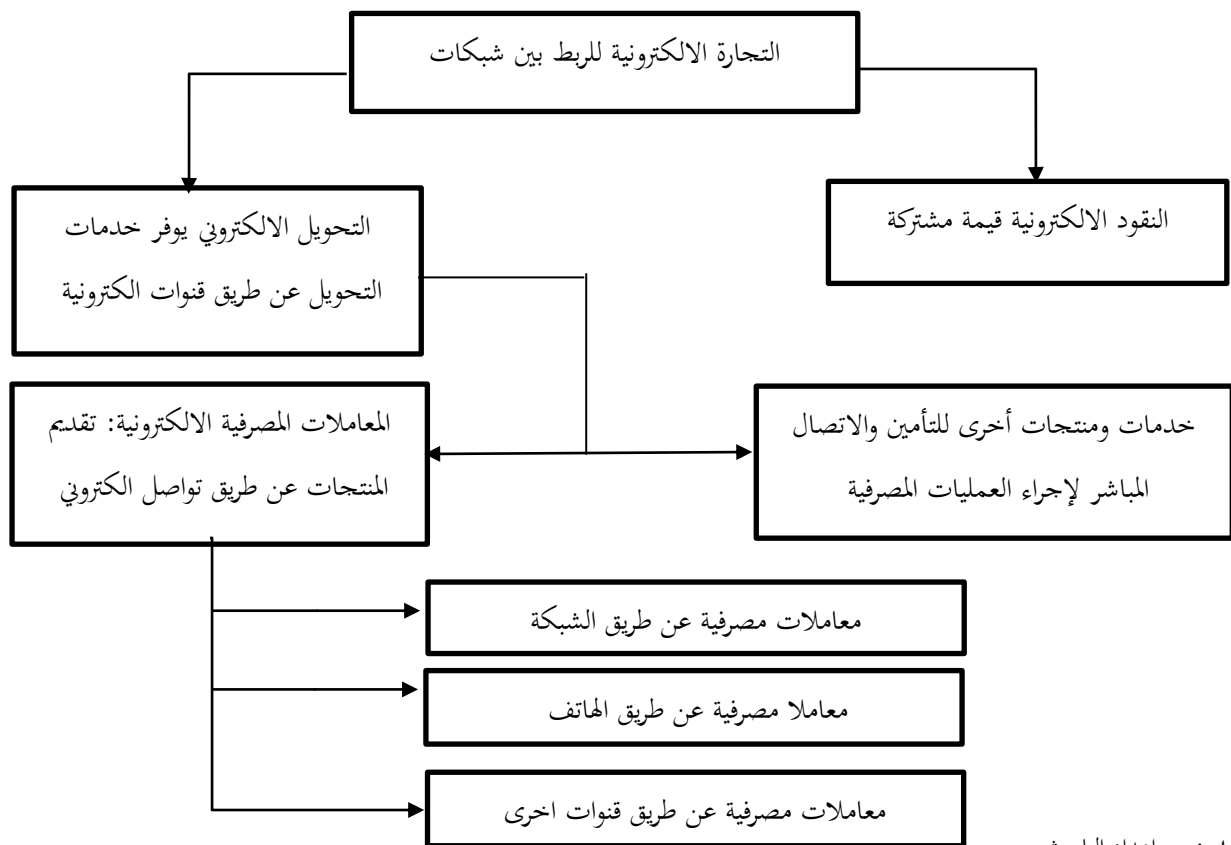 التجارة الالكترونية للربط بين شبكات
النقود الالكترونية قيمة مشتركة
التحويل الالكتروني يوفر خدمات
التحويل عن طريق قنوات الكترونية
خدمات ومنتجات أخرى للتأمين والاتصال
المباشر لإجراء العمليات المصرفية
المعاملات المصرفية الالكترونية: تقديم
المنتجات عن طريق تواصل الكتروني
معاملات مصرفية عن طريق الشبكة
معاملا مصرفية عن طريق الهاتف
معاملات مصرفية عن طريق قنوات اخرى